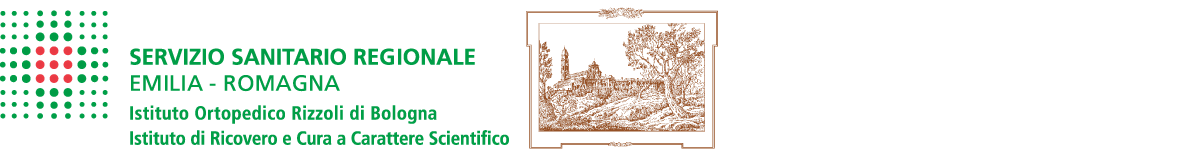 SERVIZIO SANITARIO REGIONALE
EMILIA - ROMAGNA
Istituto Ortopedico Rizzoli di Bologna
Istituto di Ricovero e Cura a Carattere Scientifico